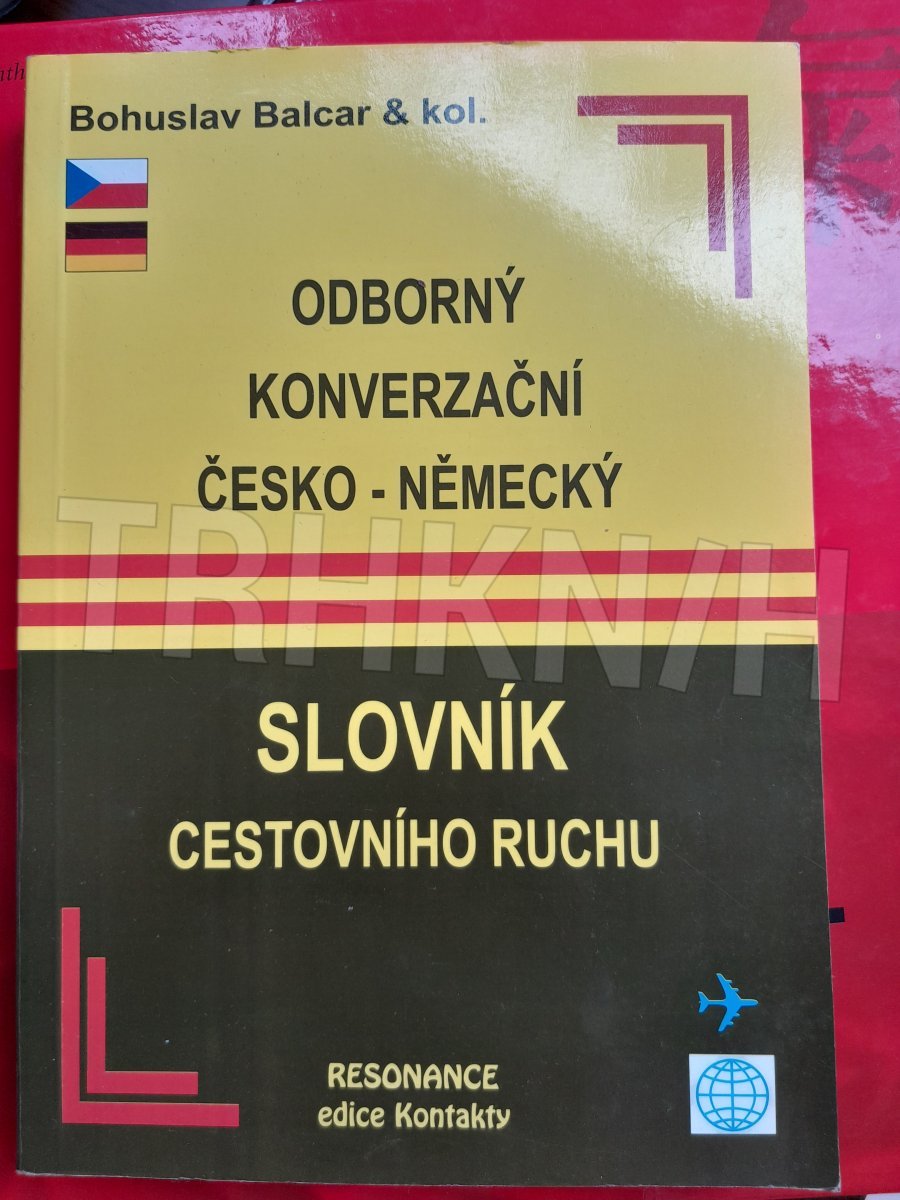 Bohuslav Balcar & kol.
ODBORNÝ
KONVERZAČNÍ
ČESKO - NĚMECKÝ
TRHKNIH
SLOVNÍK
CESTOVNÍHO RUCHU
RESONANCE
edice Kontakty